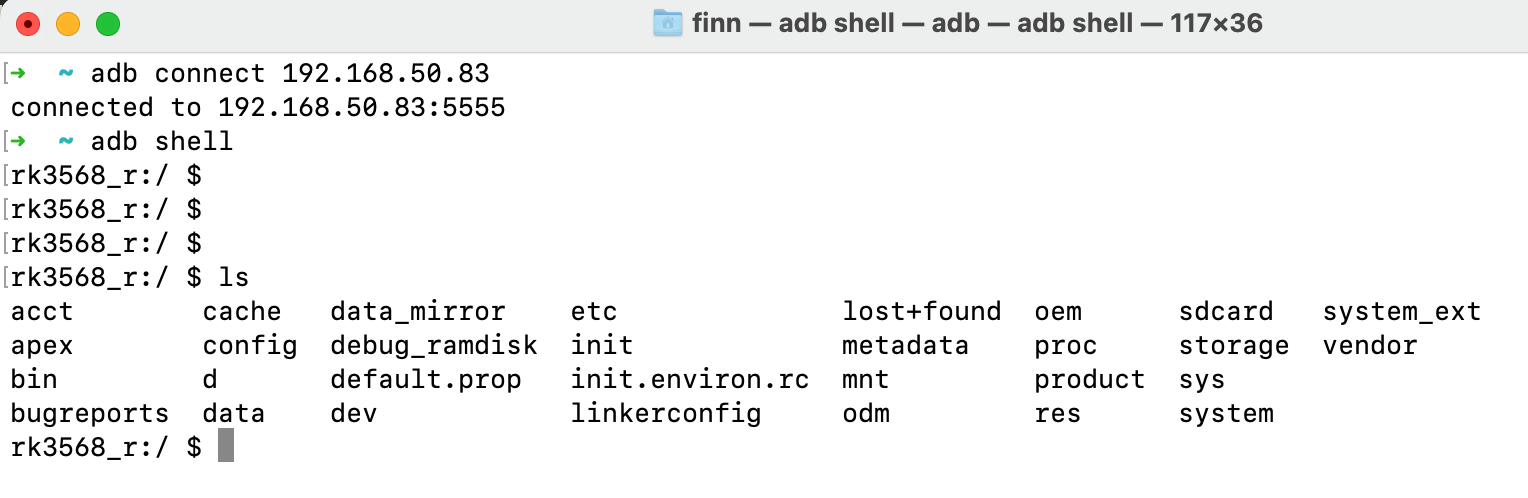 finn — adb shell — adb — adb shell — 117×36
[➜  ~ adb connect 192.168.50.83
connected to 192.168.50.83:5555
[➜  ~ adb shell
[rk3568_r:/ $
[rk3568_r:/ $
[rk3568_r:/ $
[rk3568_r:/ $ ls
acct        cache   data_mirror    etc              lost+found  oem      sdcard   system_ext
apex        config  debug_ramdisk  init             metadata    proc     storage  vendor
bin         d       default.prop   init.environ.rc  mnt         product  sys
bugreports  data    dev            linkerconfig     odm         res      system
rk3568_r:/ $